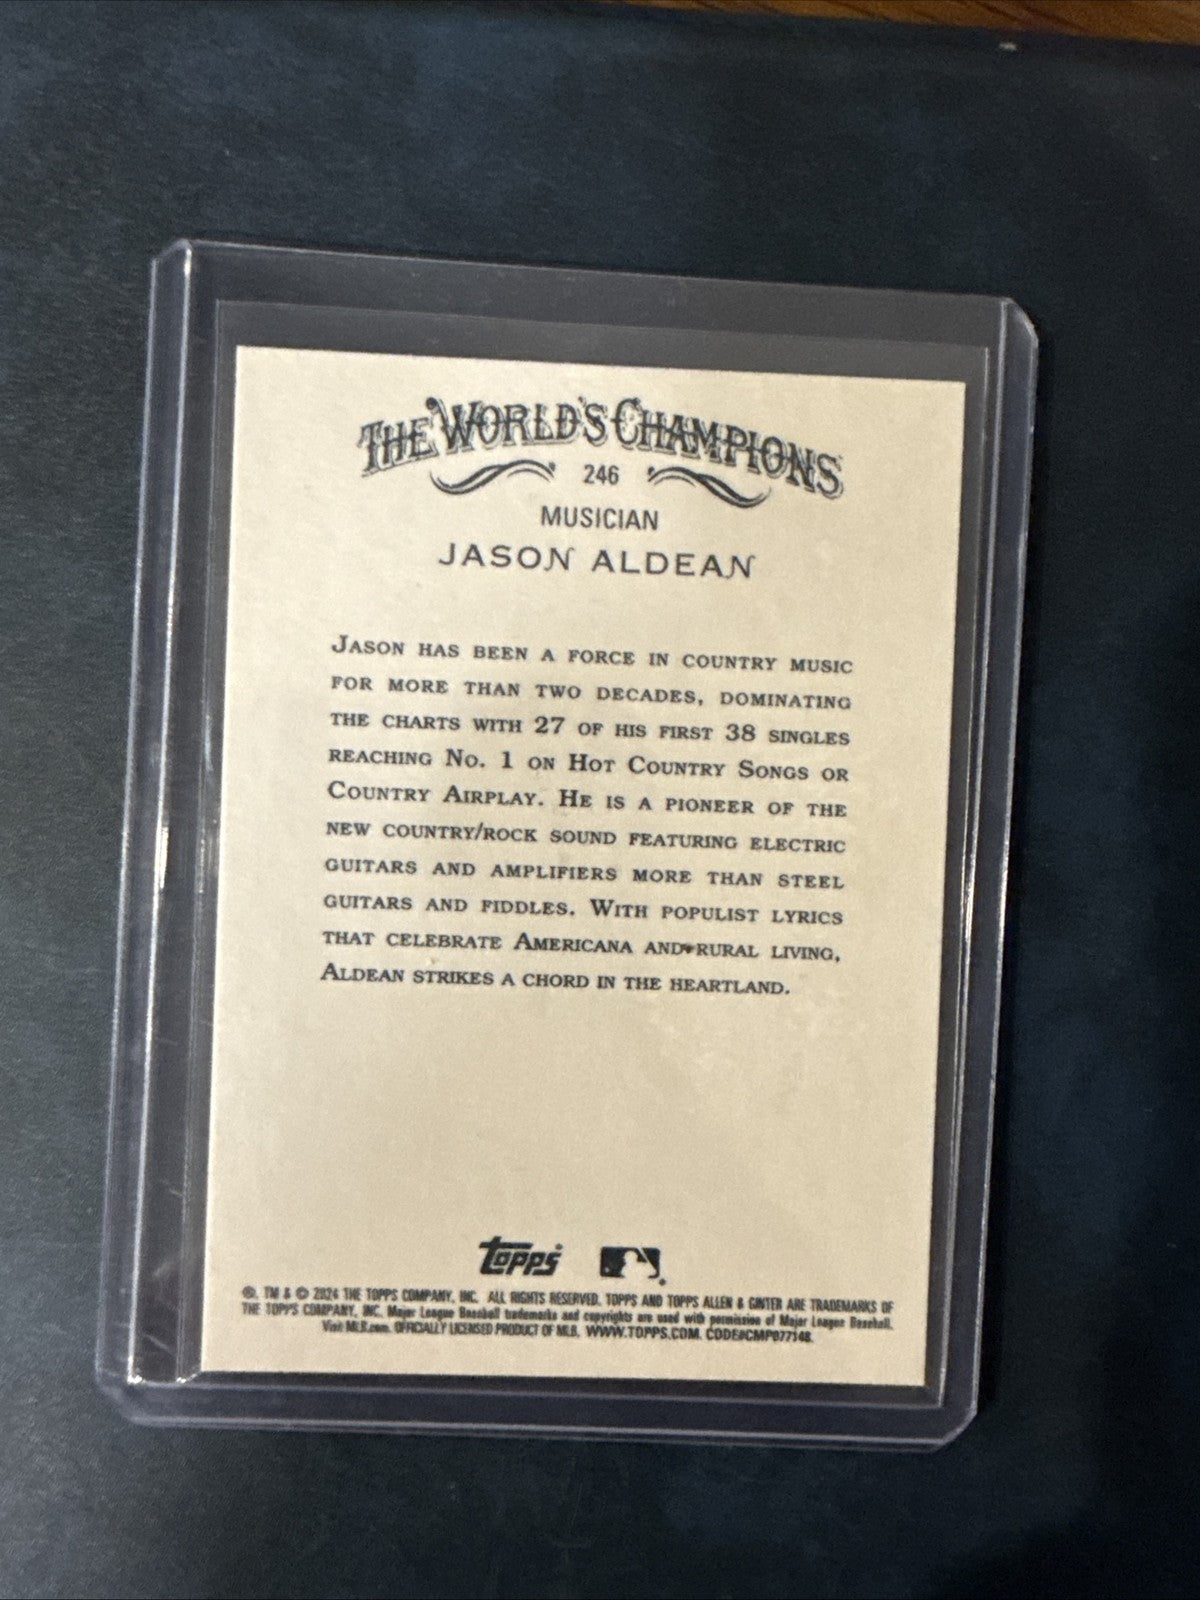 THE WORLD'S CHAMPIONS
246
MUSICIAN
JASON ALDEAN
JASON HAS BEEN A FORCE IN COUNTRY MUSIC
FOR MORE THAN TWO DECADES, DOMINATING
THE CHARTS WITH 27 OF HIS FIRST 38 SINGLES
REACHING NO. 1 ON HOT COUNTRY SONGS OR
COUNTRY AIRPLAY. HE IS A PIONEER OF THE
NEW COUNTRY/ROCK SOUND FEATURING ELECTRIC
GUITARS AND AMPLIFIERS MORE THAN STEEL
GUITARS AND FIDDLES. WITH POPULIST LYRICS
THAT CELEBRATE AMERICANA AND RURAL LIVING,
ALDEAN STRIKES A CHORD IN THE HEARTLAND.
Topps
®, TM & © 2024 THE TOPPS COMPANY, INC. ALL RIGHTS RESERVED. TOPPS AND TOPPS ALLEN & GINTER ARE TRADEMARKS OF
THE TOPPS COMPANY, INC. Major League Baseball trademarks and copyrights are used with permission of Major League Baseball.
Visit MLB.com. OFFICIALLY LICENSED PRODUCT OF MLB. WWW.TOPPS.COM. CODE#CMP077148.